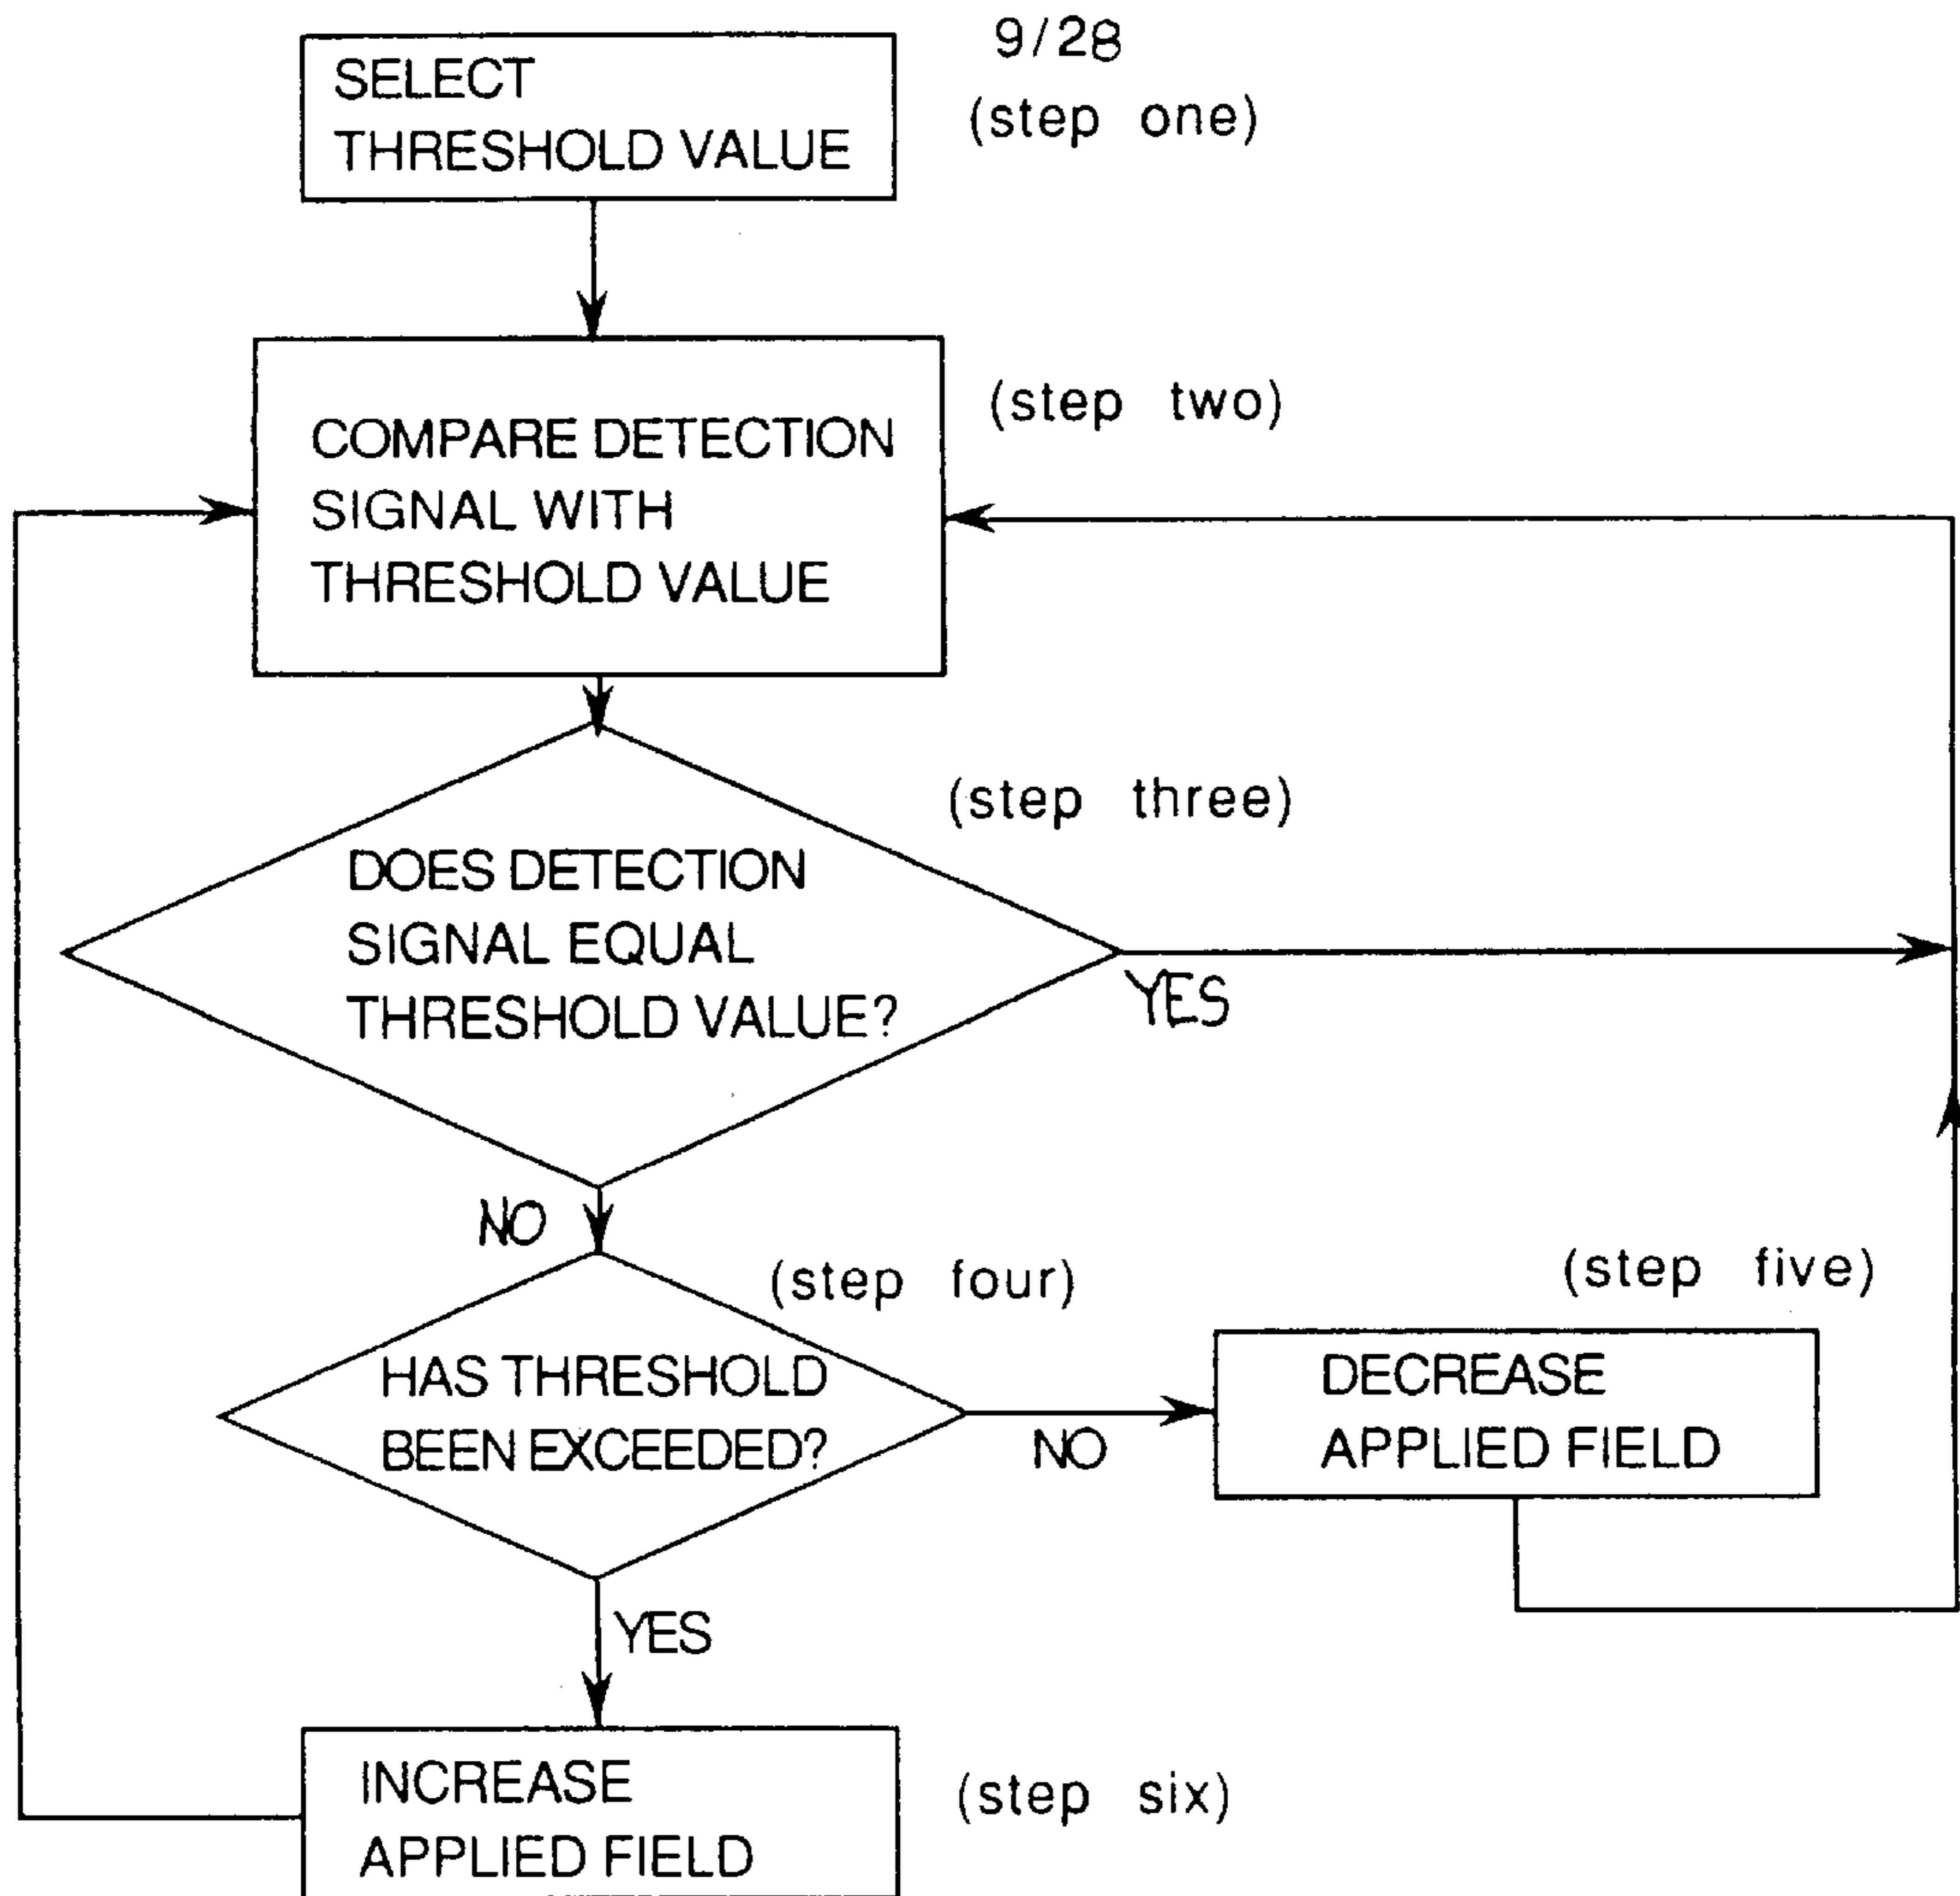 9/28
SELECT
THRESHOLD VALUE
(step one)
(step two)
COMPARE DETECTION
SIGNAL WITH
THRESHOLD VALUE
(step three)
DOES DETECTION
SIGNAL EQUAL
THRESHOLD VALUE?
YES
NO
(step four)
(step five)
HAS THRESHOLD
BEEN EXCEEDED?
NO
DECREASE
APPLIED FIELD
YES
INCREASE
APPLIED FIELD
(step six)